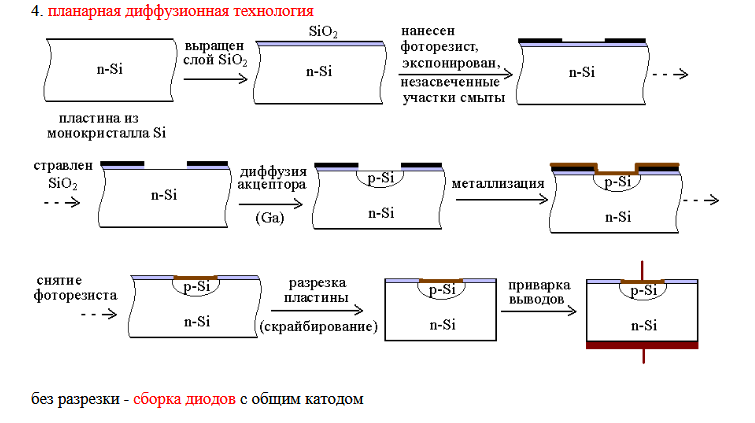 4. планарная диффузионная технология
n-Si
пластина из
монокристалла Si
выращен
слой SiO2
SiO2
n-Si
нанесен
фоторезист,
экспонирован,
незасвеченные
участки смыты
n-Si
стравлен
SiO2
n-Si
диффузия
акцептора
(Ga)
p-Si
n-Si
металлизация
p-Si
n-Si
снятие
фоторезиста
p-Si
n-Si
разрезка
пластины
(скрайбирование)
p-Si
n-Si
приварка
выводов
p-Si
n-Si
без разрезки - сборка диодов с общим катодом